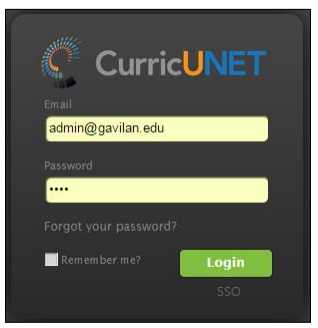 CurricUNET
Email
admin@gavilan.edu
Password
••••
Forgot your password?
Remember me?
Login
SSO